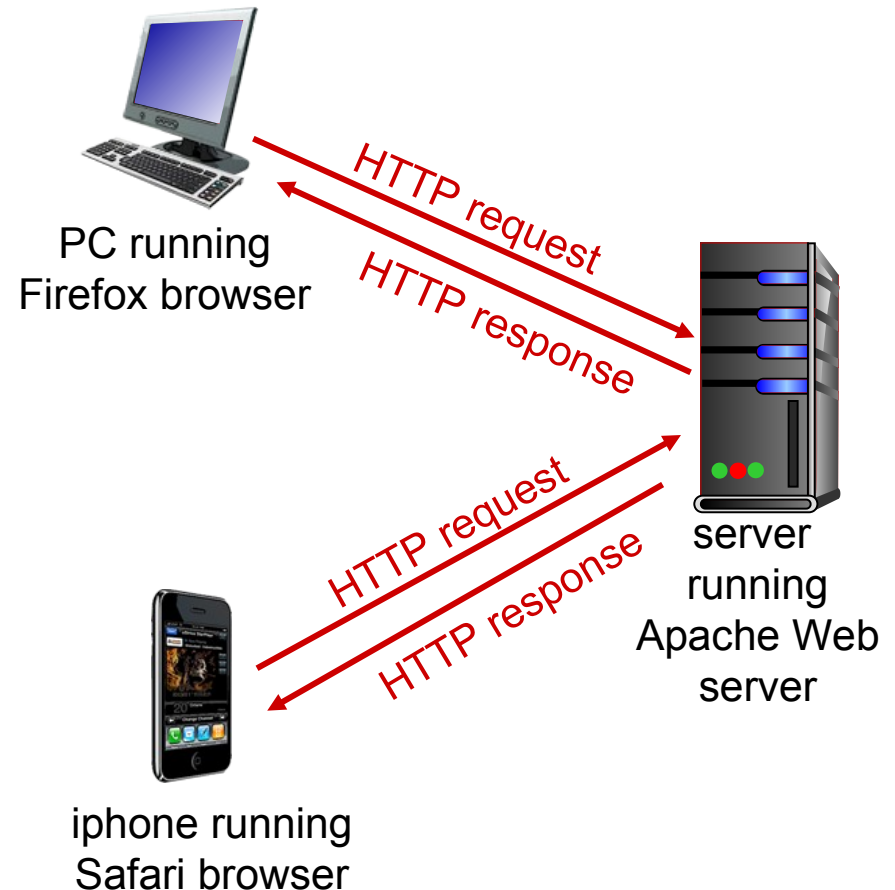 HTTP request
HTTP response
PC running
Firefox browser
HTTP request
HTTP response
server
running
Apache Web
server
iphone running
Safari browser